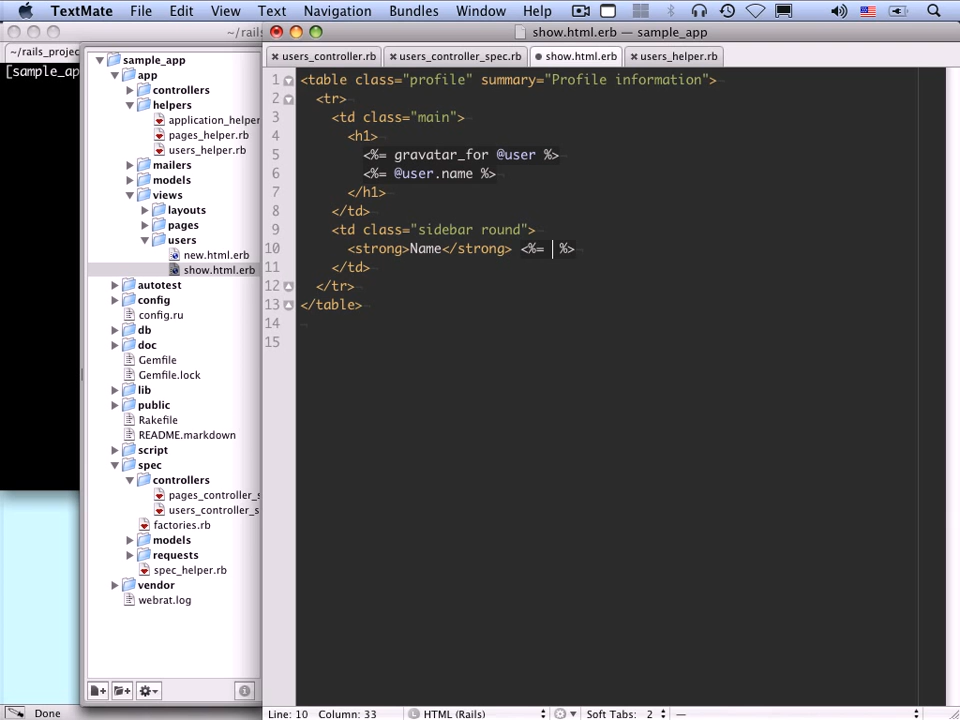 TextMate File Edit View Text Navigation Bundles Window Help
~/rails show.html.erb — sample_app
~/rails_projec
users_controller.rb users_controller_spec.rb show.html.erb users_helper.rb
[sample_ap
sample_app
app
controllers
helpers
application_helper
pages_helper.rb
users_helper.rb
mailers
models
views
layouts
pages
users
new.html.erb
show.html.erb
autotest
config
config.ru
db
doc
Gemfile
Gemfile.lock
lib
public
Rakefile
README.markdown
script
spec
controllers
pages_controller_s
users_controller_s
factories.rb
models
requests
spec_helper.rb
vendor
webrat.log
1 <table class="profile" summary="Profile information">
2 <tr>
3 <td class="main">
4 <h1>
5 <%= gravatar_for @user %>
6 <%= @user.name %>
7 </h1>
8 </td>
9 <td class="sidebar round">
10 <strong>Name</strong> <%= %>
11 </td>
12 </tr>
13 </table>
14
15
Done
Line: 10 Column: 33 L HTML (Rails) Soft Tabs: 2 —